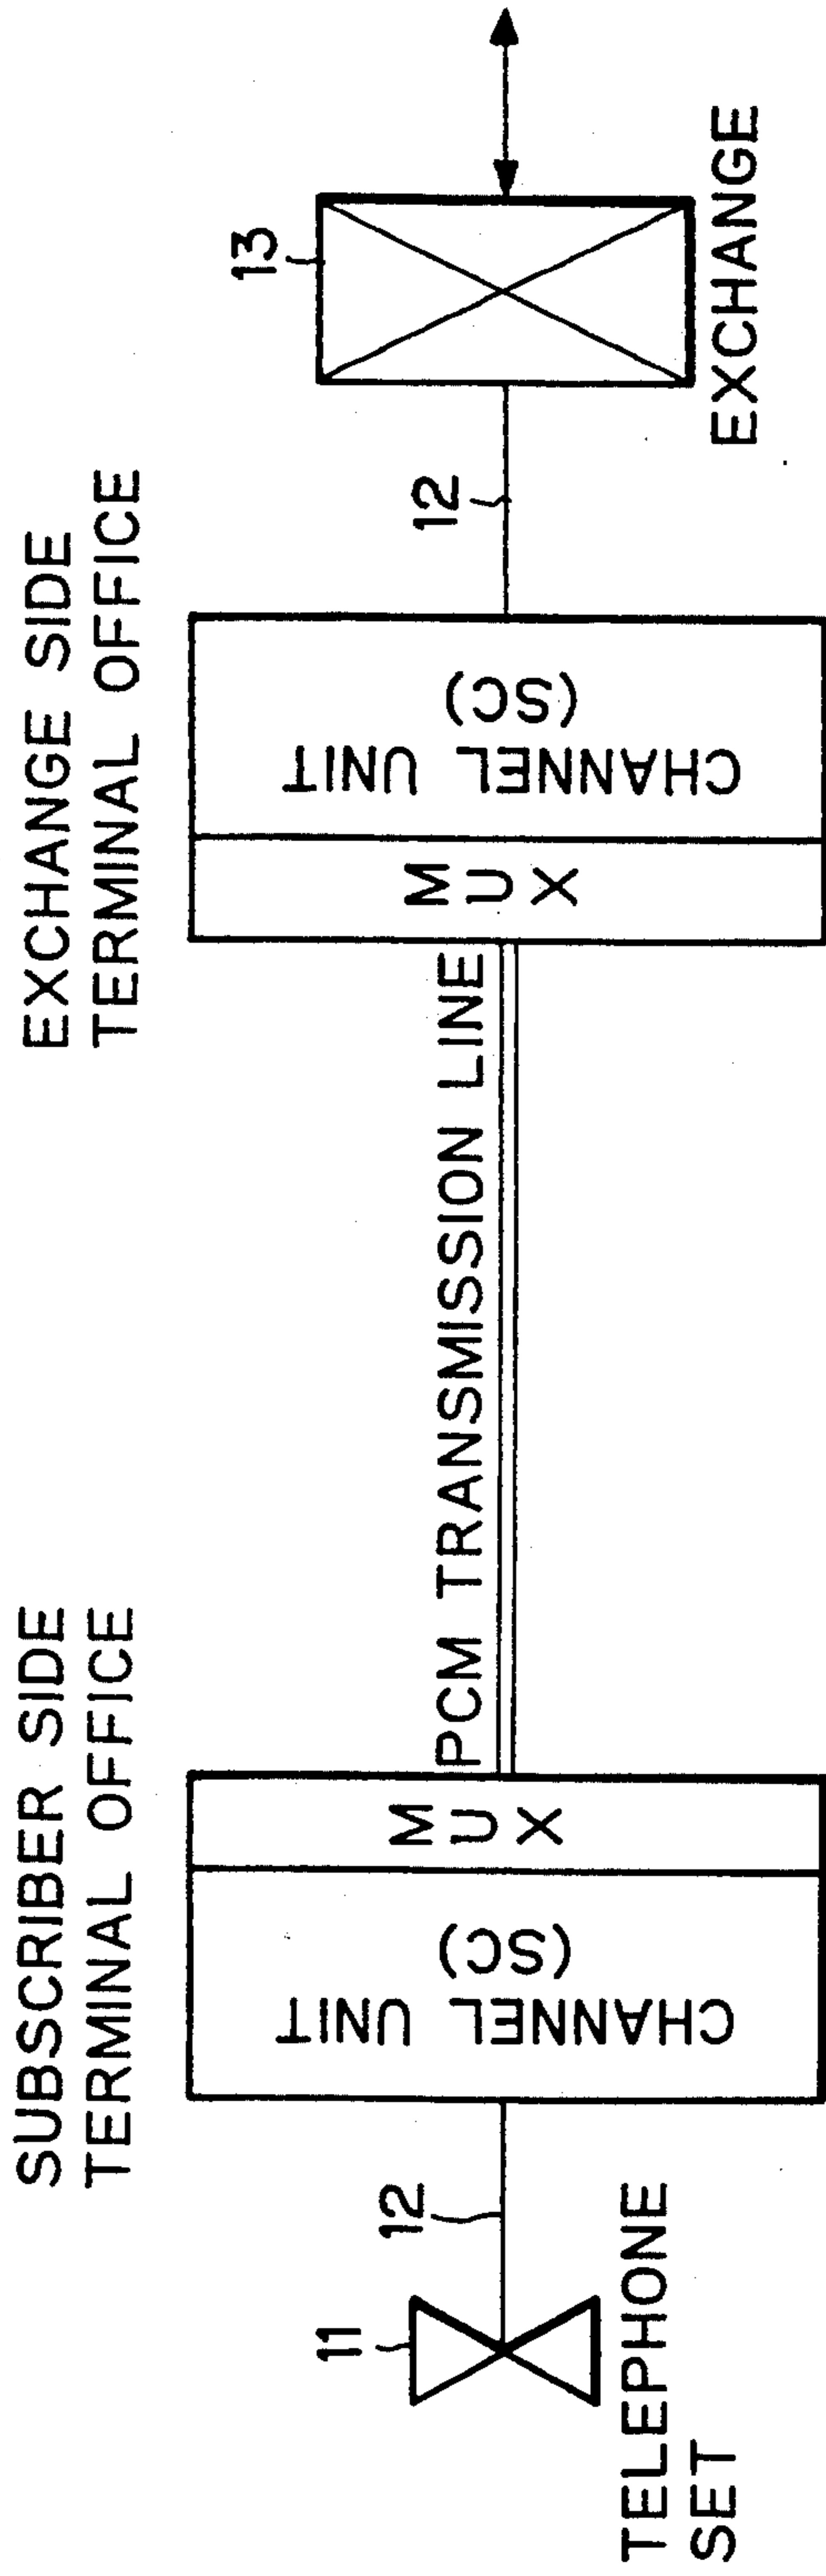 SUBSCRIBER SIDE
TERMINAL OFFICE
EXCHANGE SIDE
TERMINAL OFFICE
11
12
TELEPHONE
SET
CHANNEL UNIT
(SC)
MUX
PCM TRANSMISSION LINE
MUX
CHANNEL UNIT
(SC)
12
13
EXCHANGE